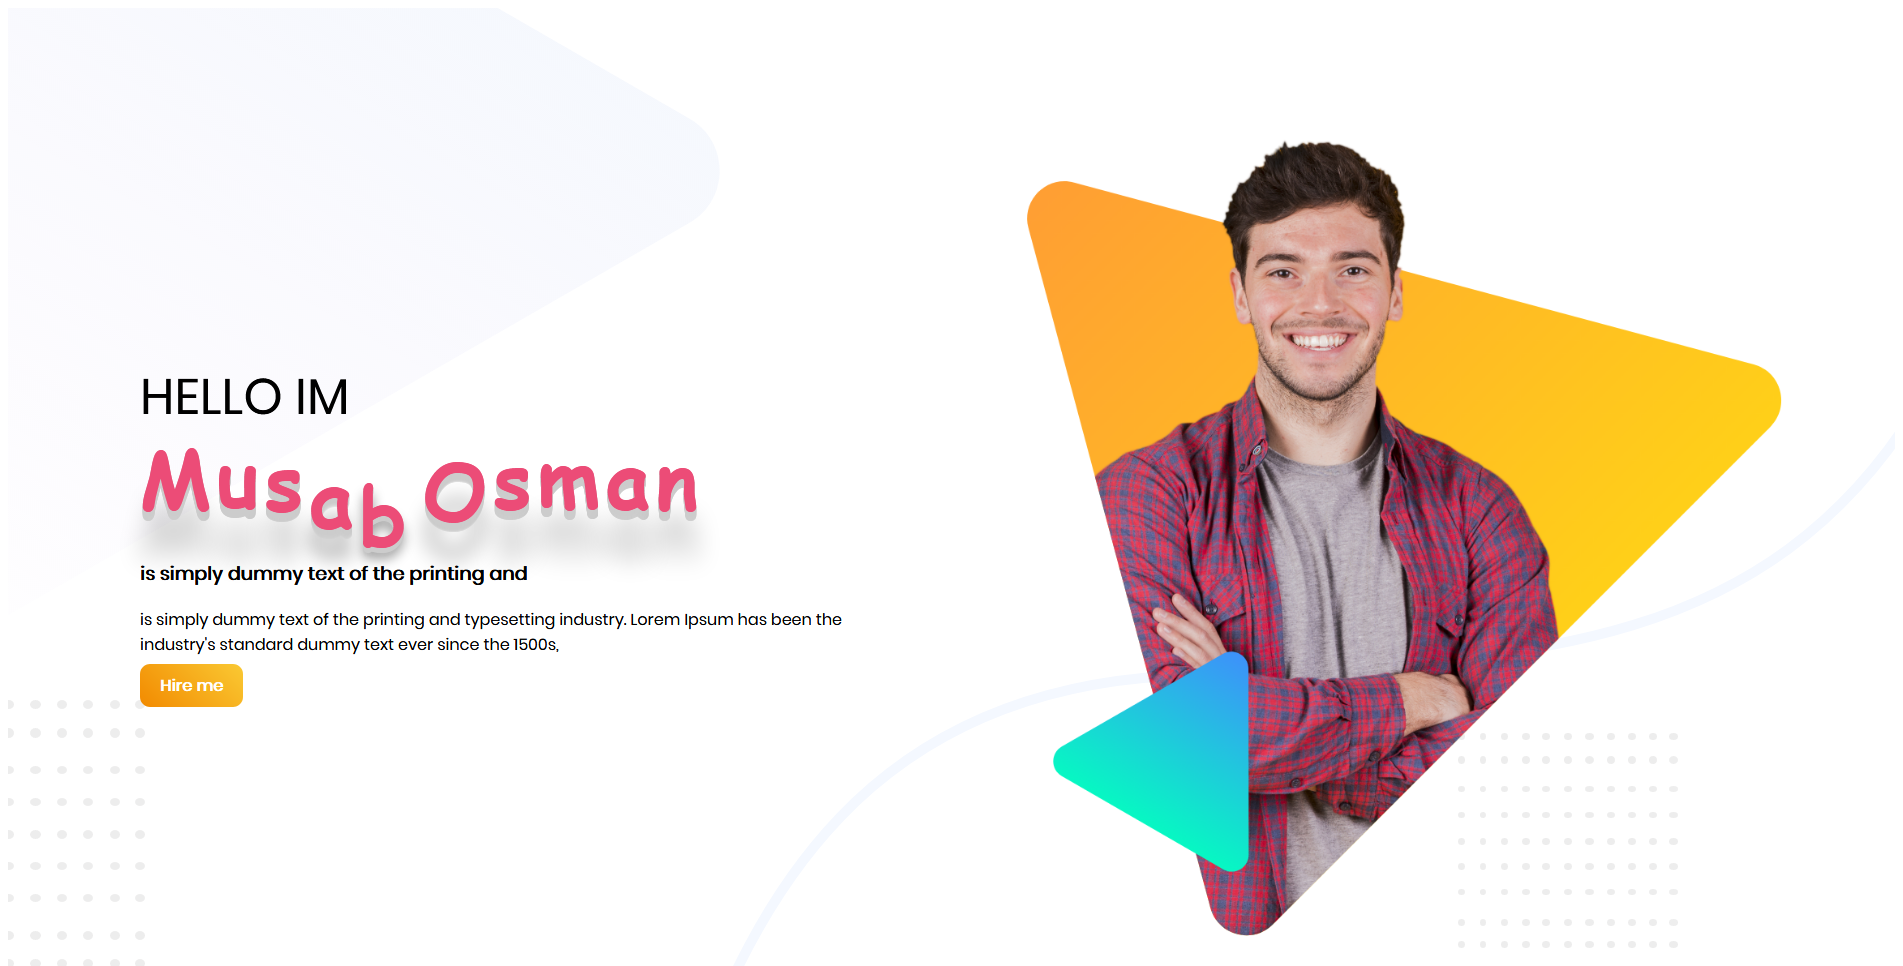 HELLO IM
Musab Osman
is simply dummy text of the printing and
is simply dummy text of the printing and typesetting industry. Lorem Ipsum has been the
industry's standard dummy text ever since the 1500s,
Hire me